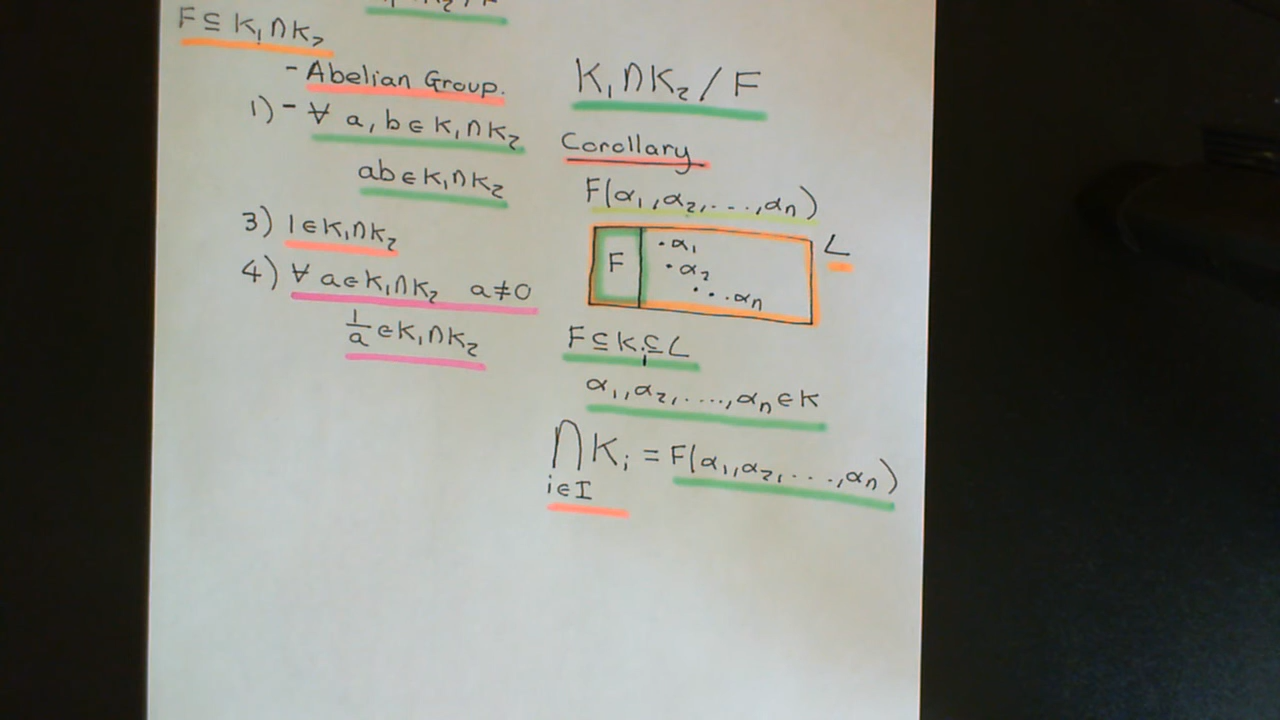 F ⊆ K₁∩K₂
- Abelian Group.
1) - ∀ a, b ∈ K₁∩K₂
ab ∈ K₁∩K₂
3) 1 ∈ K₁∩K₂
4) ∀ a ∈ K₁∩K₂ a ≠ 0
1/a ∈ K₁∩K₂
K₁∩K₂ / F
Corollary
F(α₁, α₂, ..., αn)
L
F
·α₁
·α₂
···αn
F ⊆ Kᵢ ⊆ L
α₁, α₂, ...., αn ∈ K
⋂ Kᵢ = F(α₁, α₂, ..., αn)
i ∈ I